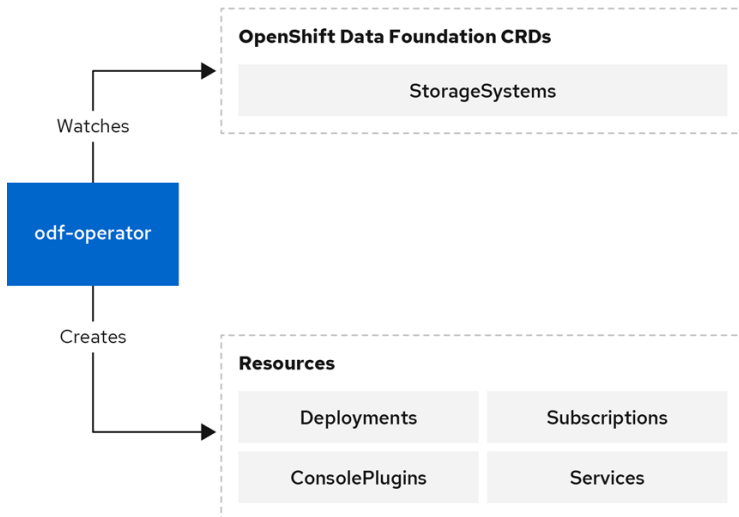 OpenShift Data Foundation CRDs
StorageSystems
Watches
odf-operator
Creates
Resources
Deployments
Subscriptions
ConsolePlugins
Services